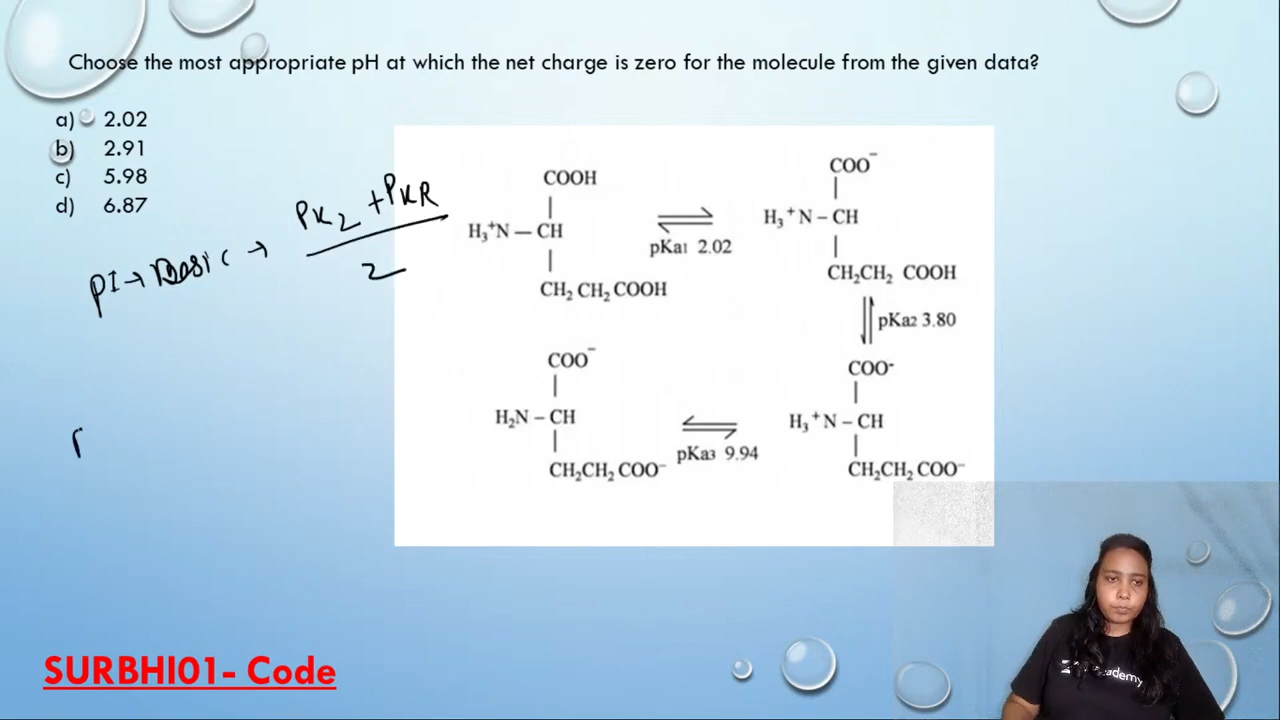 Choose the most appropriate pH at which the net charge is zero for the molecule from the given data?
a) 2.02
b) 2.91
c) 5.98
d) 6.87
PI → Basic → PK2 + PKR
2
COOH
|
H₃⁺N — CH
|
CH₂ CH₂ COOH
pKa1 2.02
COO⁻
|
H₃⁺N – CH
|
CH₂CH₂ COOH
pKa2 3.80
COO-
|
H₃⁺N – CH
|
CH₂CH₂ COO⁻
pKa3 9.94
COO⁻
|
H₂N – CH
|
CH₂CH₂ COO⁻
SURBHI01- Code